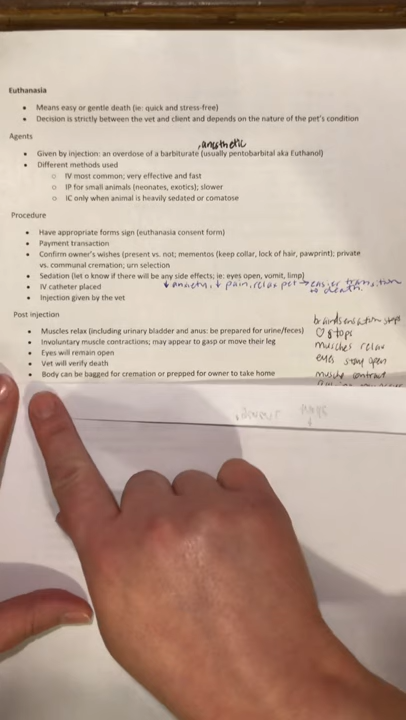 Euthanasia
• Means easy or gentle death (ie: quick and stress-free)
• Decision is strictly between the vet and client and depends on the nature of the pet's condition
Agents
, anesthetic
• Given by injection: an overdose of a barbiturate (usually pentobarbital aka Euthanol)
• Different methods used
o IV most common; very effective and fast
o IP for small animals (neonates, exotics); slower
o IC only when animal is heavily sedated or comatose
Procedure
• Have appropriate forms sign (euthanasia consent form)
• Payment transaction
• Confirm owner's wishes (present vs. not; mementos (keep collar, lock of hair, pawprint); private
vs. communal cremation; urn selection
• Sedation (let o know if there will be any side effects; ie: eyes open, vomit, limp)
• IV catheter placed ↓ anxiety, ↓ pain, relax pet → easier transition
to death.
• Injection given by the vet
Post injection
• Muscles relax (including urinary bladder and anus: be prepared for urine/feces)
• Involuntary muscle contractions; may appear to gasp or move their leg
• Eyes will remain open
• Vet will verify death
• Body can be bagged for cremation or prepped for owner to take home
stops
♡ stops
muscles relax
eyes stay open
muscle contract